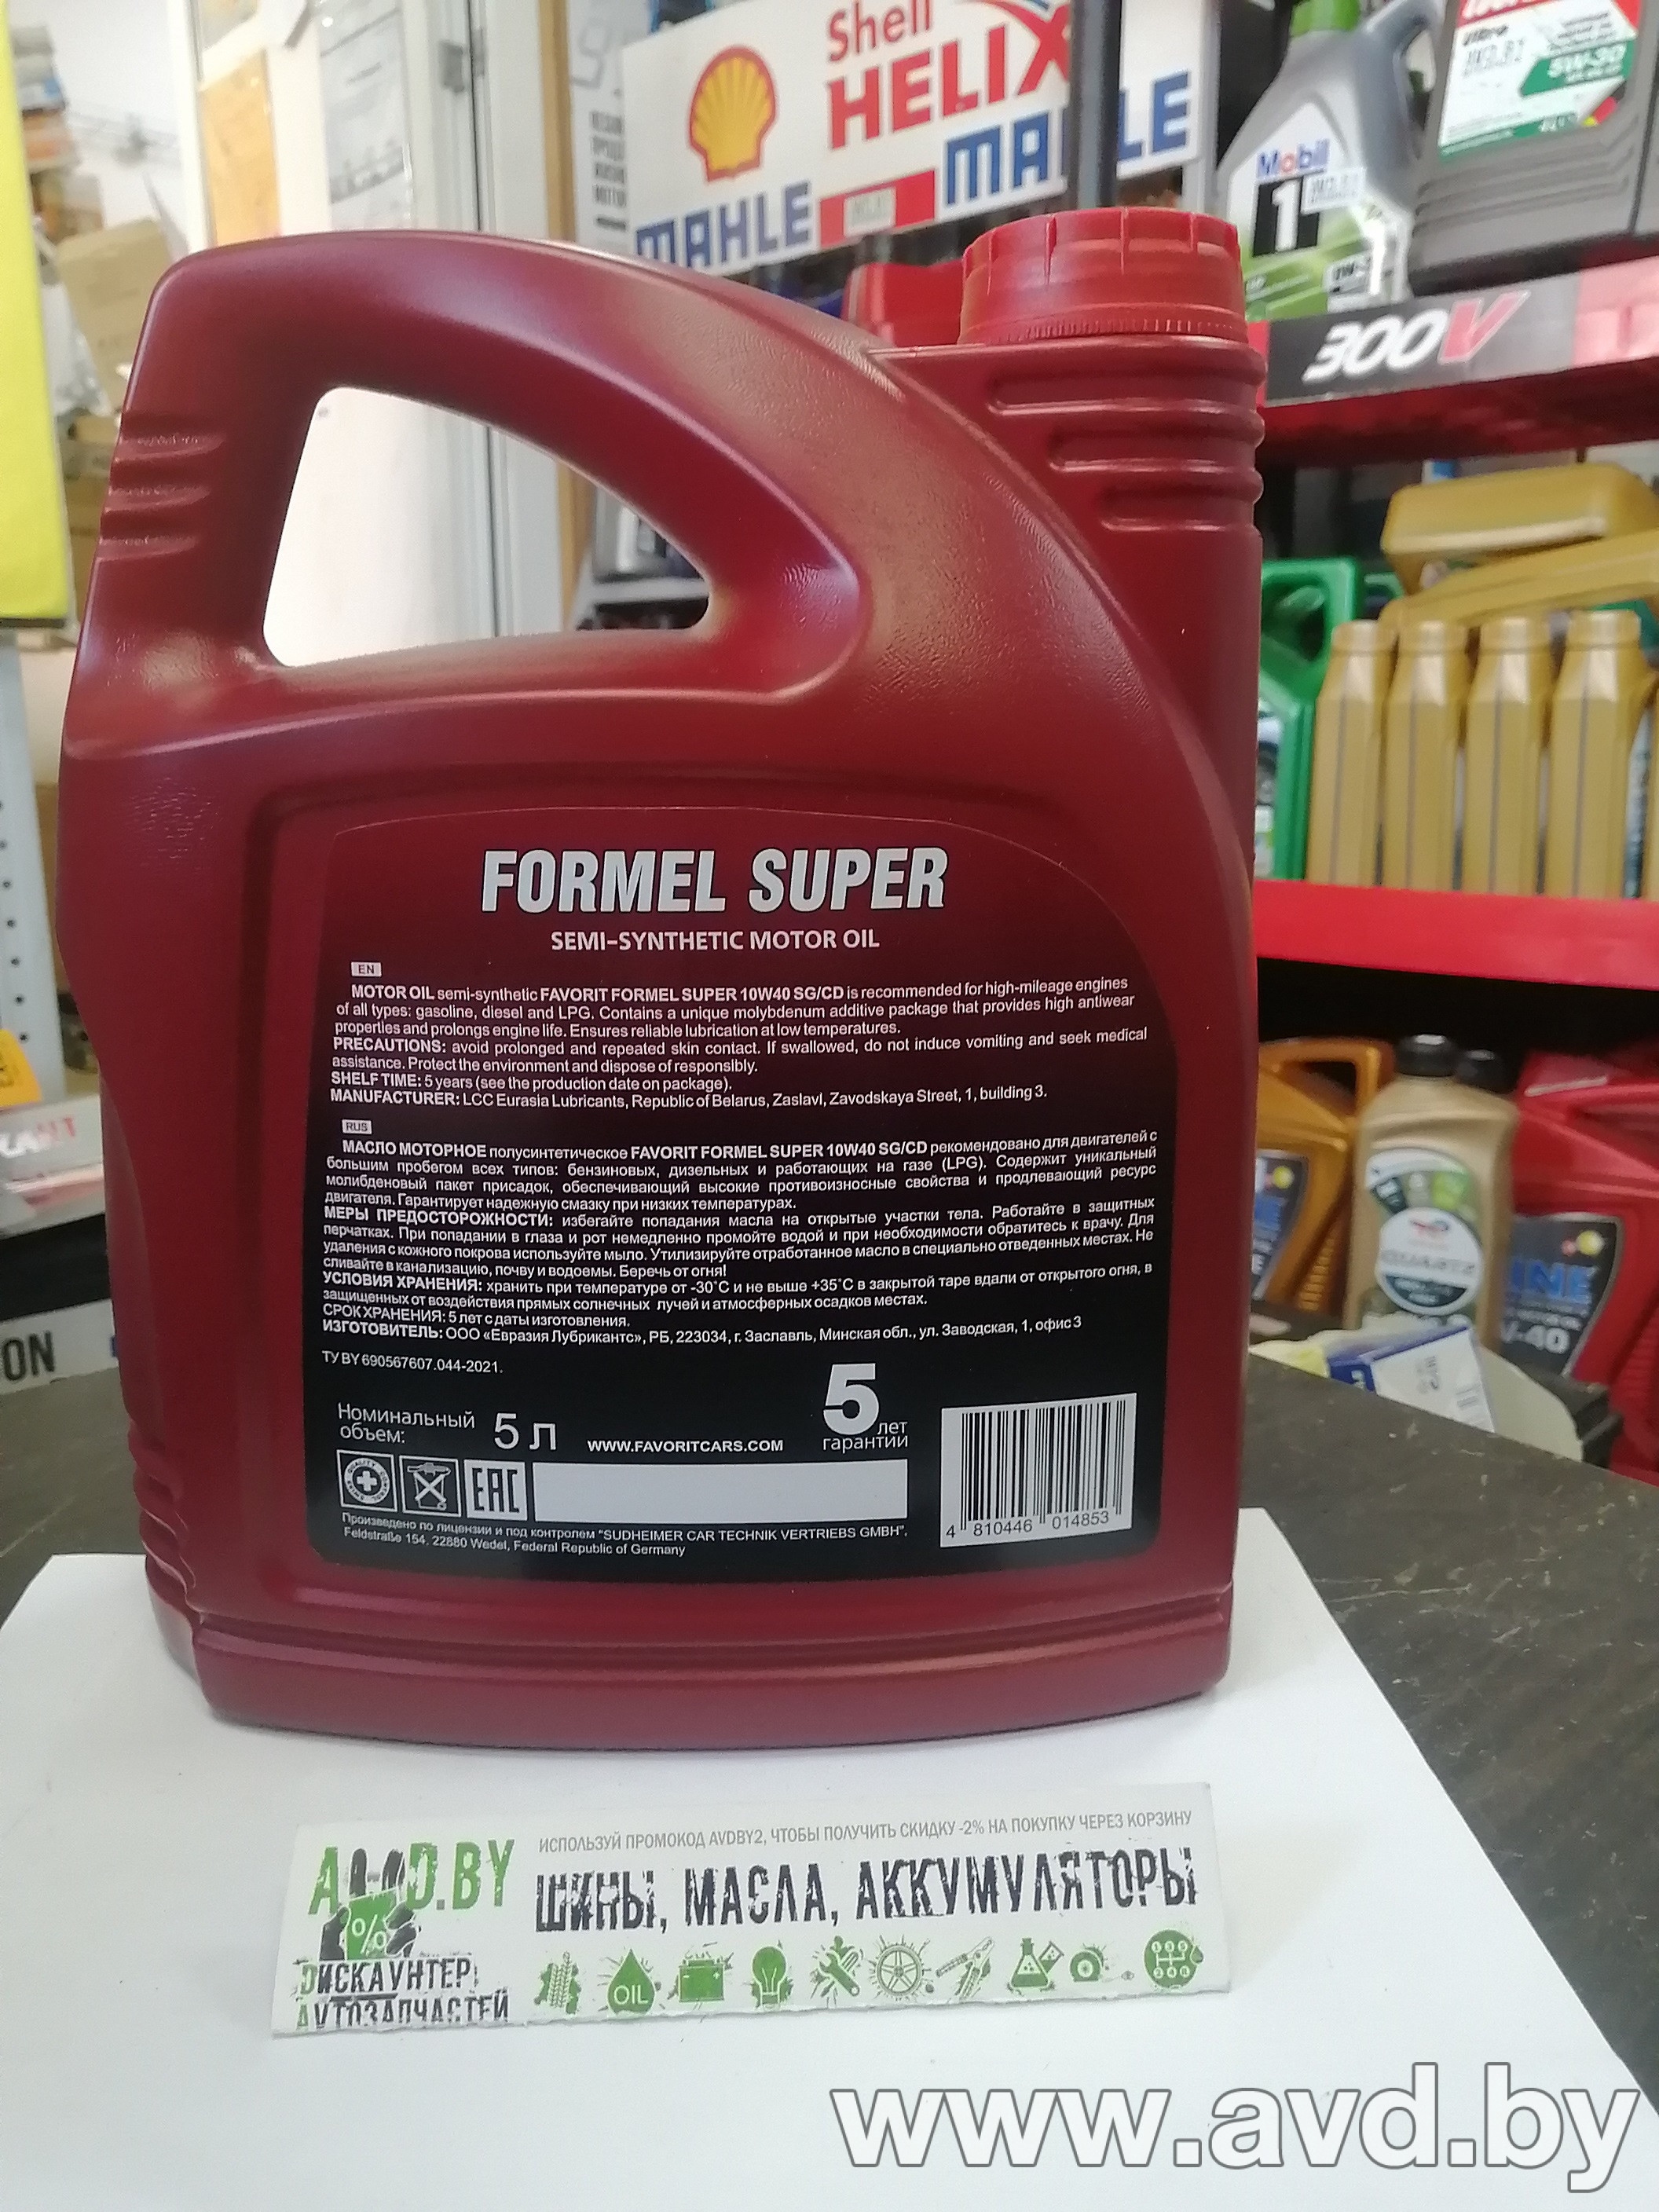 Shell
HELIX
MAHLE
MA
LE
Mobil
1
5W-30
300V
FORMEL SUPER
SEMI-SYNTHETIC MOTOR OIL
EN
MOTOR OIL semi-synthetic FAVORIT FORMEL SUPER 10W40 SG/CD is recommended for high-mileage engines
of all types: gasoline, diesel and LPG. Contains a unique molybdenum additive package that provides high antiwear
properties and prolongs engine life. Ensures reliable lubrication at low temperatures.
PRECAUTIONS: avoid prolonged and repeated skin contact. If swallowed, do not induce vomiting and seek medical
assistance. Protect the environment and dispose of responsibly.
SHELF TIME: 5 years (see the production date on package).
MANUFACTURER: LCC Eurasia Lubricants, Republic of Belarus, Zaslavl, Zavodskaya Street, 1, building 3.
RUS
МАСЛО МОТОРНОЕ полусинтетическое FAVORIT FORMEL SUPER 10W40 SG/CD рекомендовано для двигателей с
большим пробегом всех типов: бензиновых, дизельных и работающих на газе (LPG). Содержит уникальный
молибденовый пакет присадок, обеспечивающий высокие противоизносные свойства и продлевающий ресурс
двигателя. Гарантирует надежную смазку при низких температурах.
МЕРЫ ПРЕДОСТОРОЖНОСТИ: избегайте попадания масла на открытые участки тела. Работайте в защитных
перчатках. При попадании в глаза и рот немедленно промойте водой и при необходимости обратитесь к врачу. Для
удаления с кожного покрова используйте мыло. Утилизируйте отработанное масло в специально отведенных местах. Не
сливайте в канализацию, почву и водоемы. Беречь от огня!
УСЛОВИЯ ХРАНЕНИЯ: хранить при температуре от -30˚С и не выше +35˚С в закрытой таре вдали от открытого огня, в
защищенных от воздействия прямых солнечных лучей и атмосферных осадков местах.
СРОК ХРАНЕНИЯ: 5 лет с даты изготовления.
ИЗГОТОВИТЕЛЬ: ООО «Евразия Лубрикантс», РБ, 223034, г. Заславль, Минская обл., ул. Заводская, 1, офис 3
ТУ BY 690567607.044-2021.
Номинальный
объем:
5 л
WWW.FAVORITCARS.COM
5
лет
гарантии
EAC
Произведено по лицензии и под контролем "SUDHEIMER CAR TECHNIK VERTRIEBS GMBH".
Feldstraße 154, 22880 Wedel, Federal Republic of Germany
4 810446 014853
QUARTZ
INE
ON
AVD.BY
%
ДИСКАУНТЕР
АВТОЗАПЧАСТЕЙ
ИСПОЛЬЗУЙ ПРОМОКОД AVDBY2, ЧТОБЫ ПОЛУЧИТЬ СКИДКУ -2% НА ПОКУПКУ ЧЕРЕЗ КОРЗИНУ
ШИНЫ, МАСЛА, АККУМУЛЯТОРЫ
OIL
www.avd.by